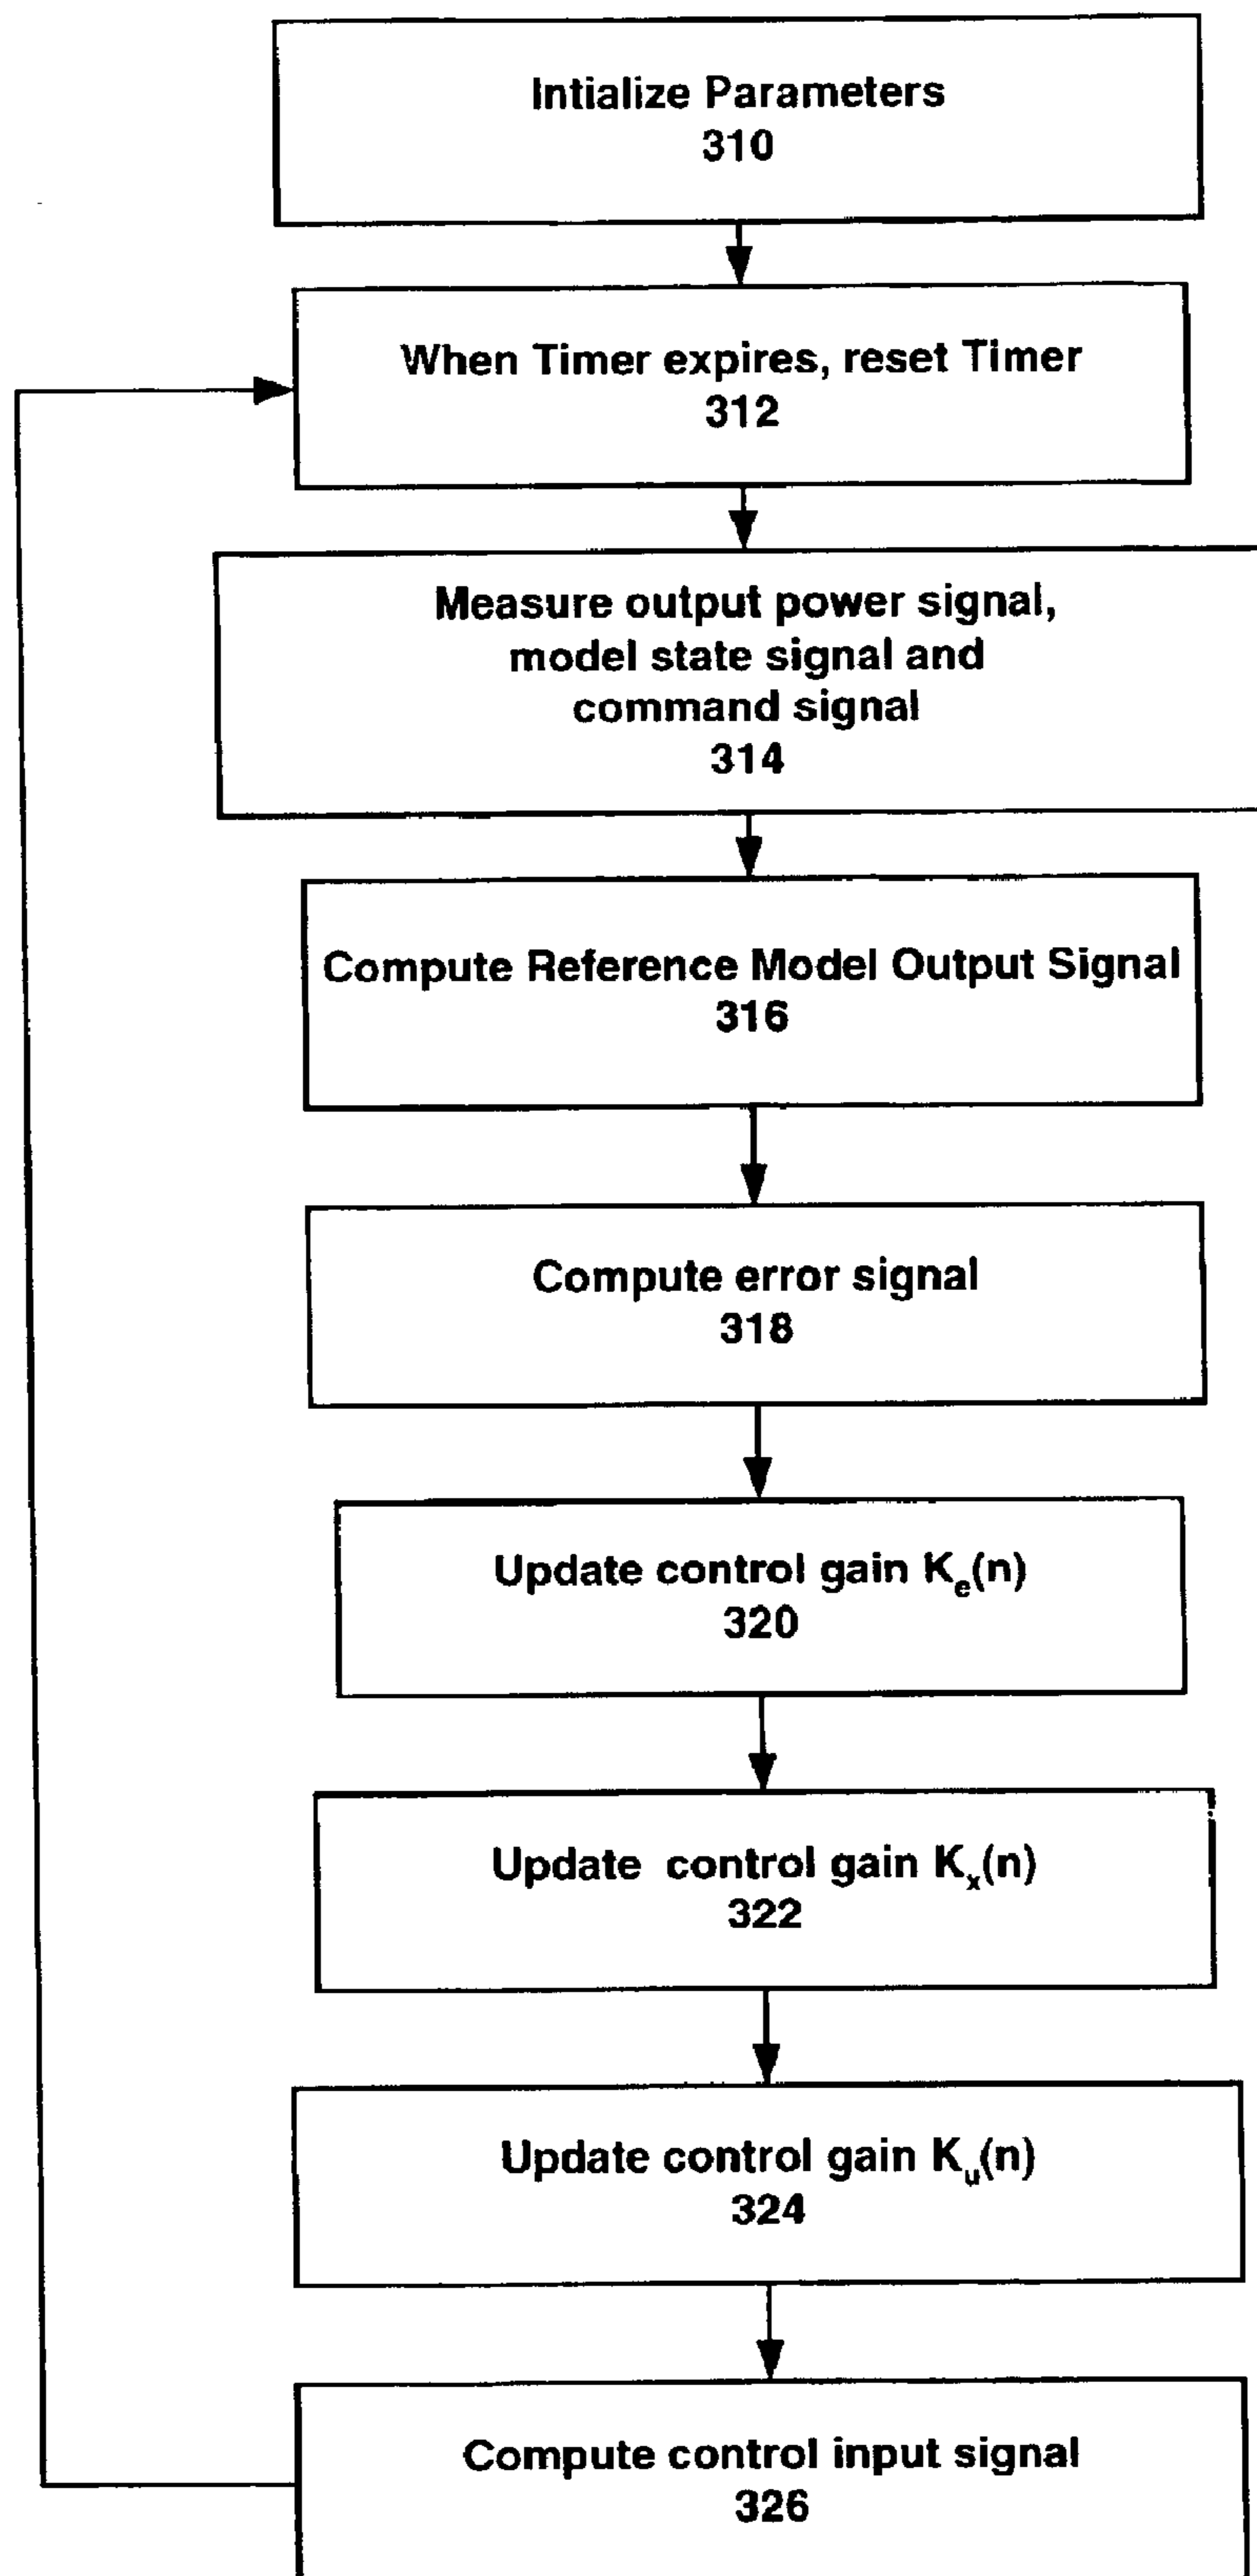 Intialize Parameters
310
When Timer expires, reset Timer
312
Measure output power signal,
model state signal and
command signal
314
Compute Reference Model Output Signal
316
Compute error signal
318
Update control gain Kₑ(n)
320
Update control gain Kₓ(n)
322
Update control gain Kᵤ(n)
324
Compute control input signal
326